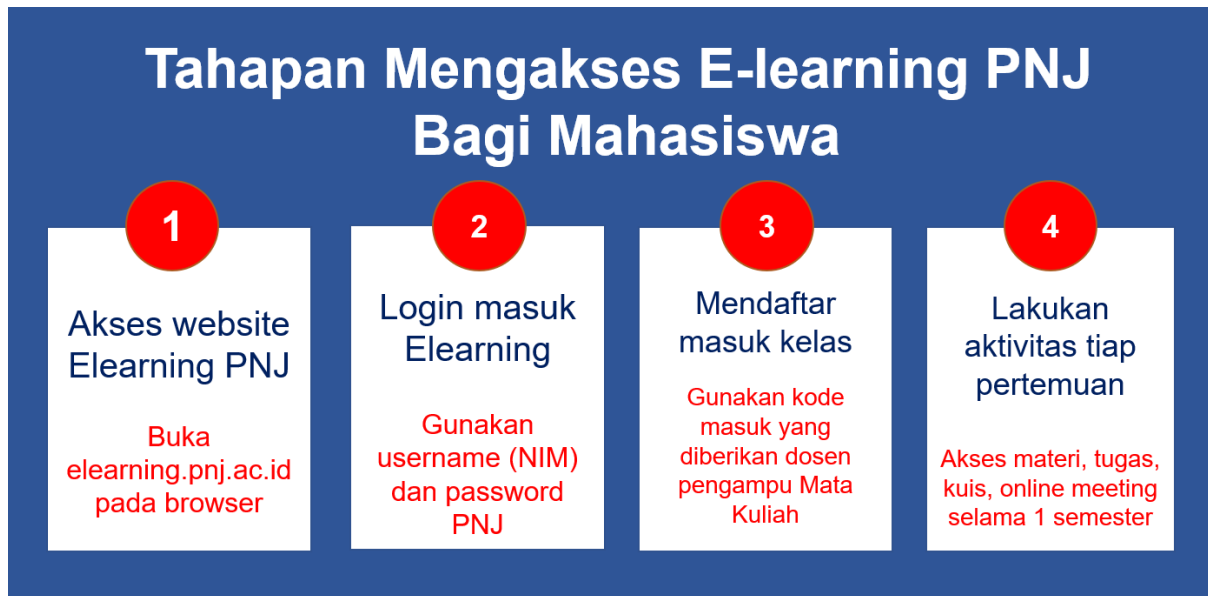 Tahapan Mengakses E-learning PNJ
Bagi Mahasiswa
1
Akses website
Elearning PNJ
Buka
elearning.pnj.ac.id
pada browser
2
Login masuk
Elearning
Gunakan
username (NIM)
dan password
PNJ
3
Mendaftar
masuk kelas
Gunakan kode
masuk yang
diberikan dosen
pengampu Mata
Kuliah
4
Lakukan
aktivitas tiap
pertemuan
Akses materi, tugas,
kuis, online meeting
selama 1 semester